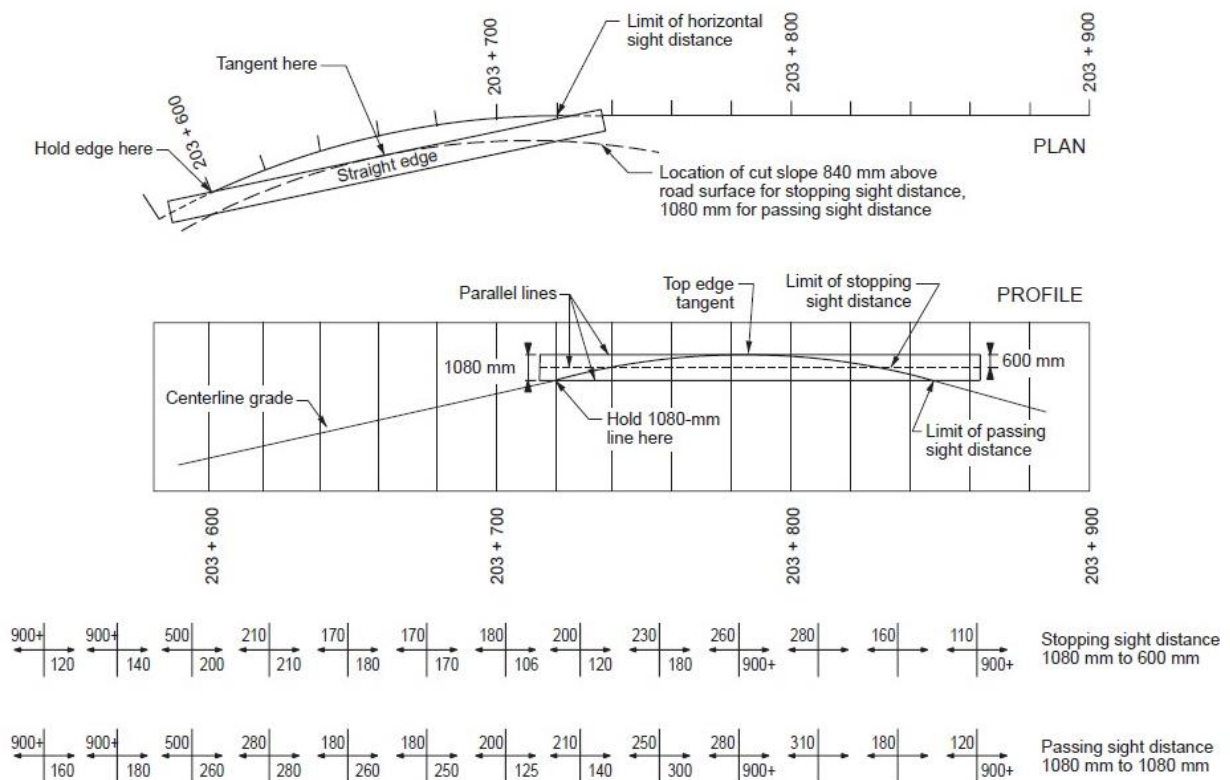 Limit of horizontal
sight distance
203 + 700
203 + 800
203 + 900
Tangent here
203 + 600
Hold edge here
Straight edge
PLAN
Location of cut slope 840 mm above
road surface for stopping sight distance,
1080 mm for passing sight distance
Parallel lines
Top edge
tangent
Limit of stopping
sight distance
PROFILE
1080 mm
600 mm
Centerline grade
Hold 1080-mm
line here
Limit of passing
sight distance
203 + 600
203 + 700
203 + 800
203 + 900
900+ 900+ 500 210 170 170 180 200 230 260 280 160 110
120 140 200 210 180 170 106 120 180 900+ 900+
Stopping sight distance
1080 mm to 600 mm
900+ 900+ 500 280 180 180 200 210 250 280 310 180 120
160 180 260 280 260 250 125 140 300 900+ 900+
Passing sight distance
1080 mm to 1080 mm